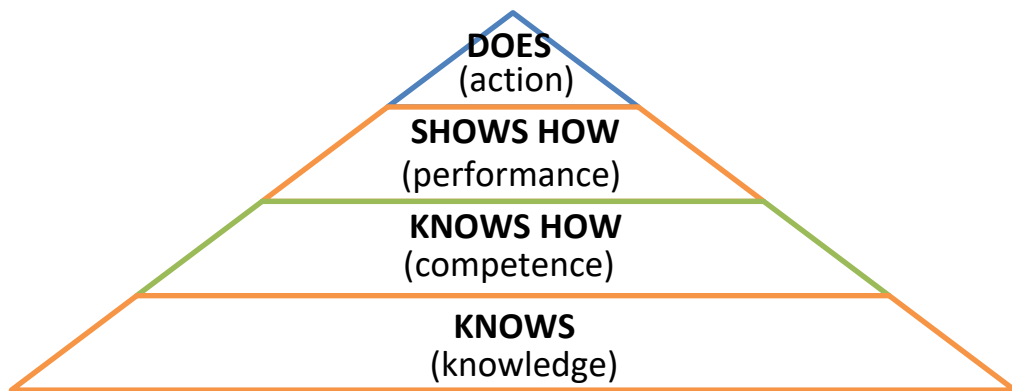 DOES
(action)
SHOWS HOW
(performance)
KNOWS HOW
(competence)
KNOWS
(knowledge)